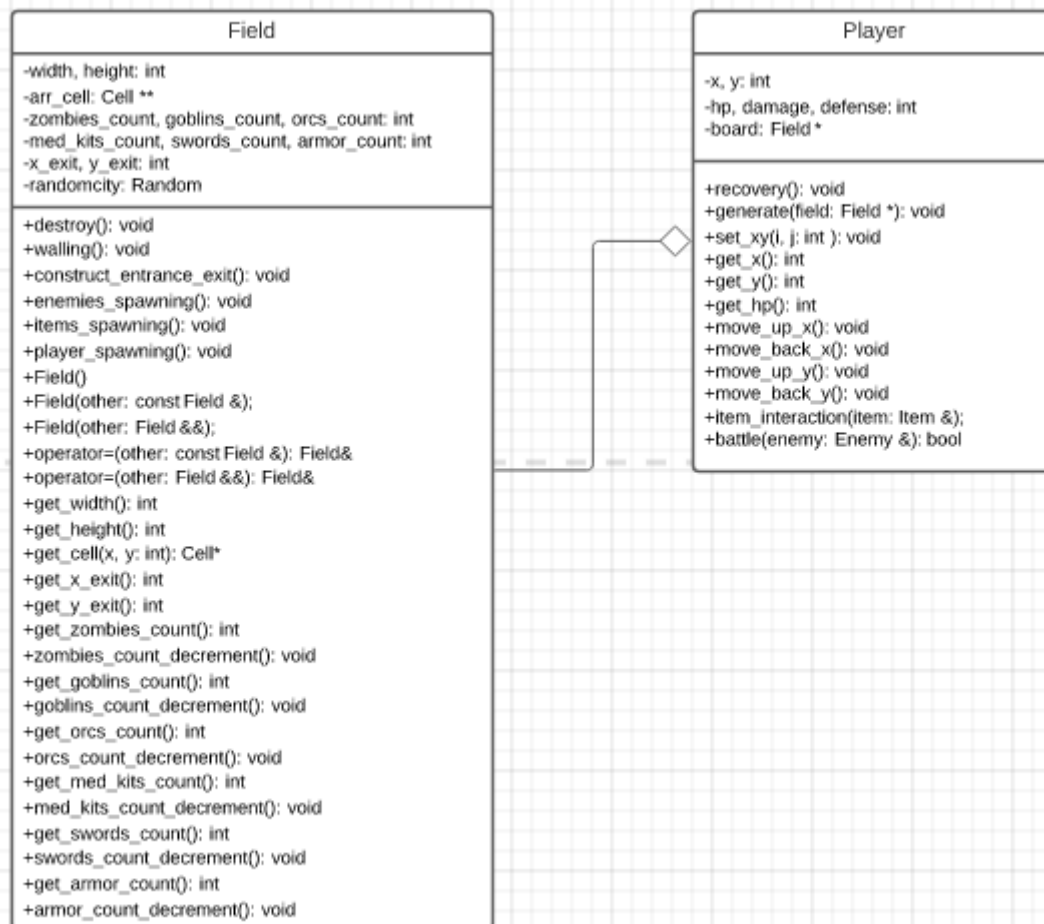 Field
-width, height: int
-arr_cell: Cell **
-zombies_count, goblins_count, orcs_count: int
-med_kits_count, swords_count, armor_count: int
-x_exit, y_exit: int
-randomcity: Random
+destroy(): void
+walling(): void
+construct_entrance_exit(): void
+enemies_spawning(): void
+items_spawning(): void
+player_spawning(): void
+Field()
+Field(other: const Field &);
+Field(other: Field &&);
+operator=(other: const Field &): Field&
+operator=(other: Field &&): Field&
+get_width(): int
+get_height(): int
+get_cell(x, y: int): Cell*
+get_x_exit(): int
+get_y_exit(): int
+get_zombies_count(): int
+zombies_count_decrement(): void
+get_goblins_count(): int
+goblins_count_decrement(): void
+get_orcs_count(): int
+orcs_count_decrement(): void
+get_med_kits_count(): int
+med_kits_count_decrement(): void
+get_swords_count(): int
+swords_count_decrement(): void
+get_armor_count(): int
+armor_count_decrement(): void
Player
-x, y: int
-hp, damage, defense: int
-board: Field *
+recovery(): void
+generate(field: Field *): void
+set_xy(i, j: int ): void
+get_x(): int
+get_y(): int
+get_hp(): int
+move_up_x(): void
+move_back_x(): void
+move_up_y(): void
+move_back_y(): void
+item_interaction(item: Item &);
+battle(enemy: Enemy &): bool